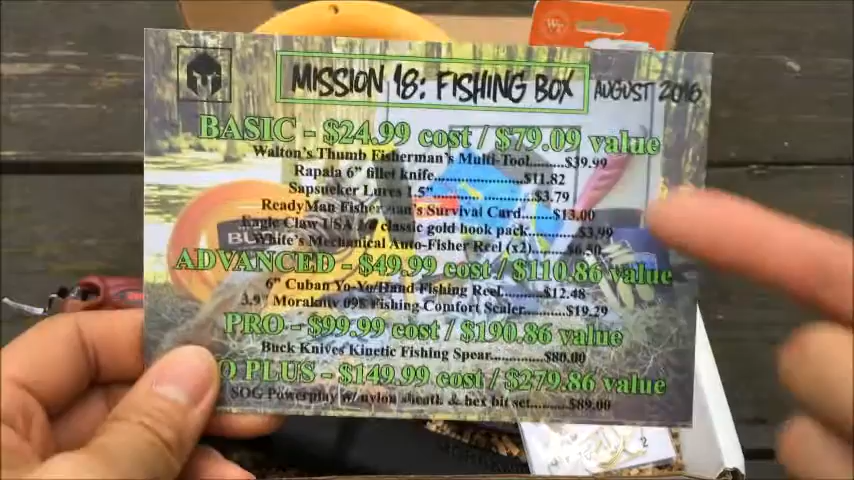 MISSION 18: FISHING BOX
AUGUST 2016
BASIC - $24.99 cost / $79.09 value
Walton's Thumb Fisherman's Multi-Tool.......$39.99
Rapala 6" fillet knife....................$11.82
Sapsueker Lures 1.5"....................$3.79
ReadyMan Fisherman's Survival Card........$13.00
Eagle Claw USA 1/0 classic gold hook pack...........$3.99
White's Mechanical Auto-Fisher Reel (x2)..........$6.50
ADVANCED - $49.99 cost / $110.86 value
6" Cuban Yo-Yo/Hand Fishing Reel..............$12.48
3.9" Morakniv 09S Fishing Comfort Scaler.............$19.29
PRO - $99.99 cost / $190.86 value
Buck Knives Kinetic Fishing Spear...............$80.00
O PLUS - $149.99 cost / $279.86 value
SOG Powerplay w/ nylon sheath & hex bit set........$89.00
2